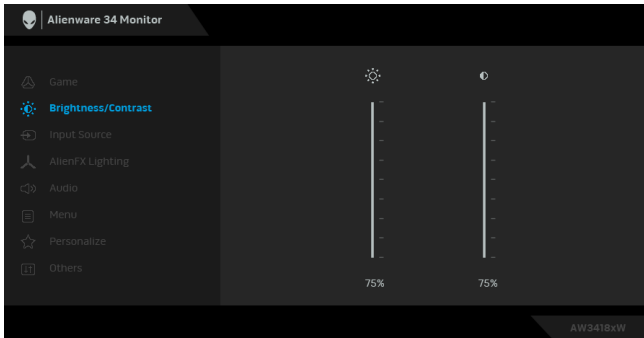 Alienware 34 Monitor
Game
Brightness/Contrast
Input Source
AlienFX Lighting
Audio
Menu
Personalize
Others
75% 75%
AW3418xW